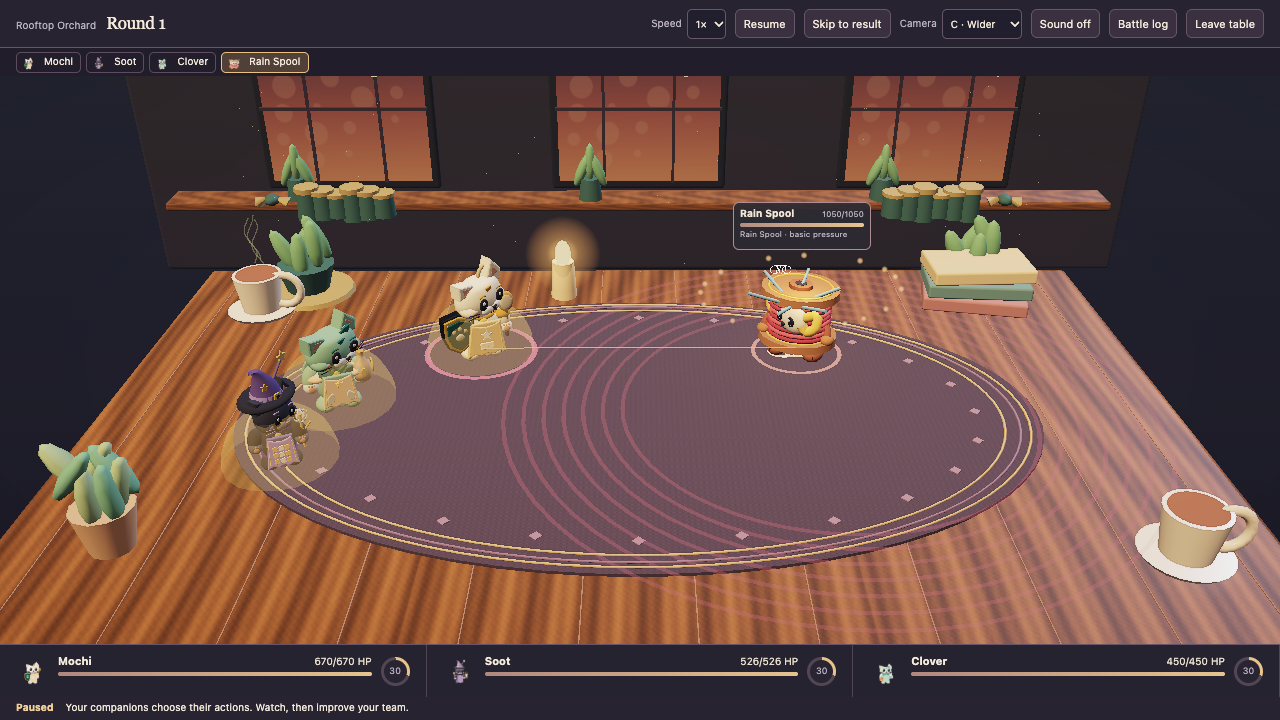 Rooftop Orchard Round 1
Speed 1x Resume Skip to result Camera C · Wider Sound off Battle log Leave table
Mochi Soot Clover Rain Spool
Rain Spool 1050/1050
Rain Spool · basic pressure
Mochi 670/670 HP 30
Soot 526/526 HP 30
Clover 450/450 HP 30
Paused Your companions choose their actions. Watch, then improve your team.